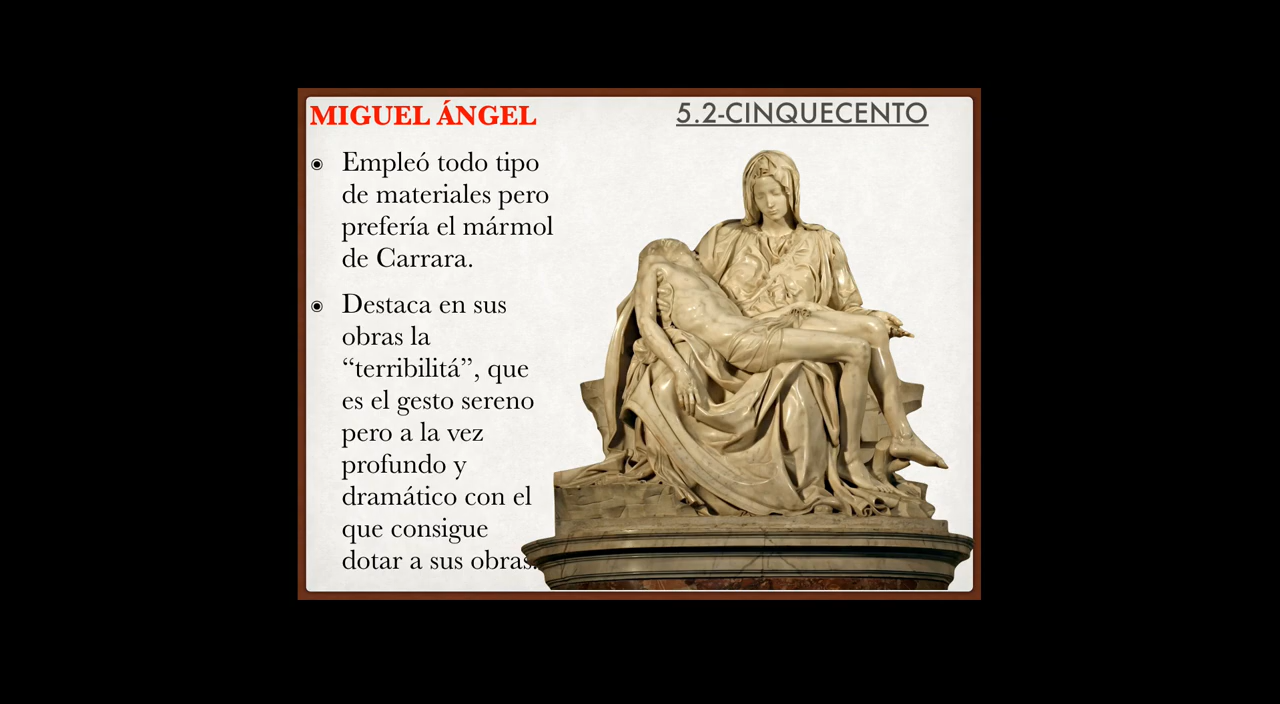 MIGUEL ÁNGEL
5.2-CINQUECENTO
Empleó todo tipo
de materiales pero
prefería el mármol
de Carrara.
Destaca en sus
obras la
“terribilitá”, que
es el gesto sereno
pero a la vez
profundo y
dramático con el
que consigue
dotar a sus obras.